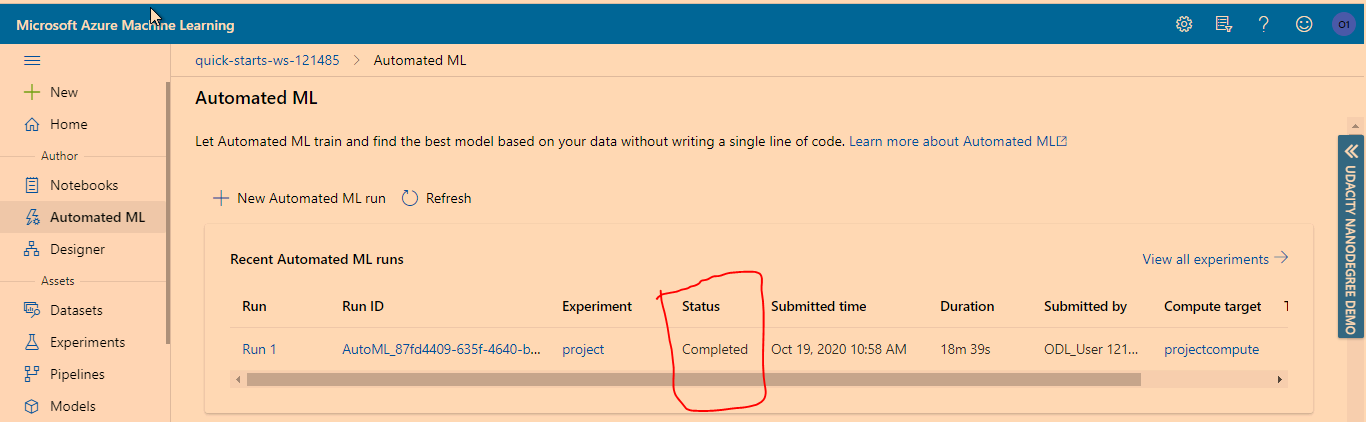 Microsoft Azure Machine Learning
O1
quick-starts-ws-121485 > Automated ML
New
Home
Author
Notebooks
Automated ML
Designer
Assets
Datasets
Experiments
Pipelines
Models
Automated ML
Let Automated ML train and find the best model based on your data without writing a single line of code. Learn more about Automated ML
New Automated ML run Refresh
Recent Automated ML runs View all experiments
Run Run ID Experiment Status Submitted time Duration Submitted by Compute target T
Run 1 AutoML_87fd4409-635f-4640-b... project Completed Oct 19, 2020 10:58 AM 18m 39s ODL_User 121... projectcompute
UDACITY NANODEGREE DEMO